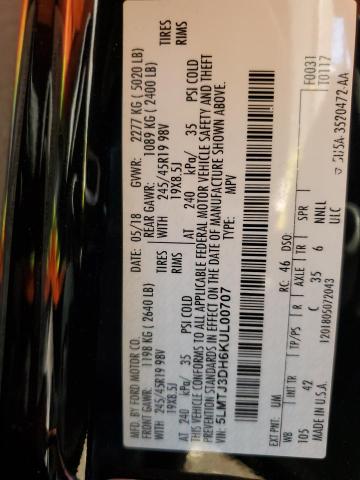 MFD. BY FORD MOTOR CO.
DATE: 05/18 GVWR: 2277 KG ( 5020 LB)
FRONT GAWR: 1198 KG ( 2640 LB) REAR GAWR: 1089 KG ( 2400 LB)
WITH 245/45R19 98V TIRES WITH 245/45R19 98V TIRES
19X8.5J RIMS 19X8.5J RIMS
AT 240 kPa/ 35 PSI COLD AT 240 kPa/ 35 PSI COLD
THIS VEHICLE CONFORMS TO ALL APPLICABLE FEDERAL MOTOR VEHICLE SAFETY AND THEFT
PREVENTION STANDARDS IN EFFECT ON THE DATE OF MANUFACTURE SHOWN ABOVE.
VIN: 5LMTJ3DH6KUL00707
MPV
F0031
T0117
EXT PNT: UM RC: 46 DSO:
WB INT TR TP/PS R AXLE TR SPR
105 42 C 35 6 NNLL
MADE IN U.S.A. 1201805072043 ULC
3520472-AA